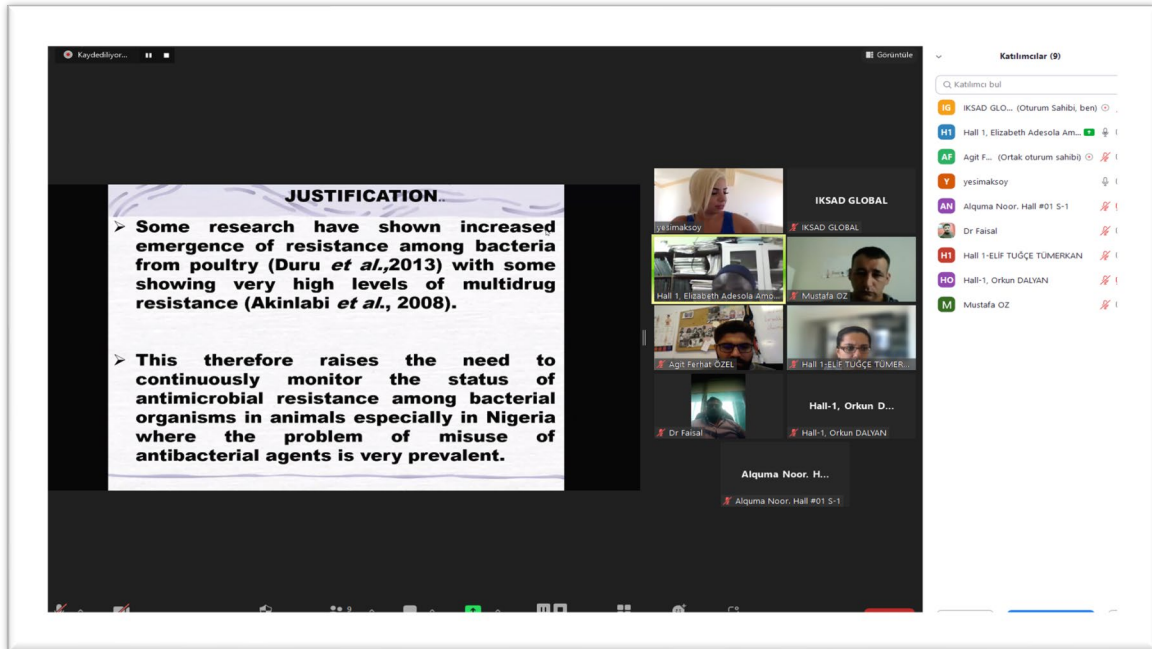 Kaydediliyor...
Görüntüle
JUSTIFICATION..
➢ Some research have shown increased
emergence of resistance among bacteria
from poultry (Duru et al.,2013) with some
showing very high levels of multidrug
resistance (Akinlabi et al., 2008).
➢ This therefore raises the need to
continuously monitor the status of
antimicrobial resistance among bacterial
organisms in animals especially in Nigeria
where the problem of misuse of
antibacterial agents is very prevalent.
yesimaksoy
IKSAD GLOBAL
IKSAD GLOBAL
Hall 1, Elizabeth Adesola Amo...
Mustafa OZ
Agit Ferhat ÖZEL
Hall 1-ELİF TUĞÇE TÜMER...
Dr Faisal
Hall-1, Orkun D...
Hall-1, Orkun DALYAN
Alquma Noor. H...
Alquma Noor. Hall #01 S-1
9
Katılımcılar (9)
Katılımcı bul
IG IKSAD GLO... (Oturum Sahibi, ben)
H1 Hall 1, Elizabeth Adesola Am...
AF Agit F... (Ortak oturum sahibi)
Y yesimaksoy
AN Alquma Noor. Hall #01 S-1
Dr Faisal
H1 Hall 1-ELİF TUĞÇE TÜMERKAN
HO Hall-1, Orkun DALYAN
M Mustafa OZ